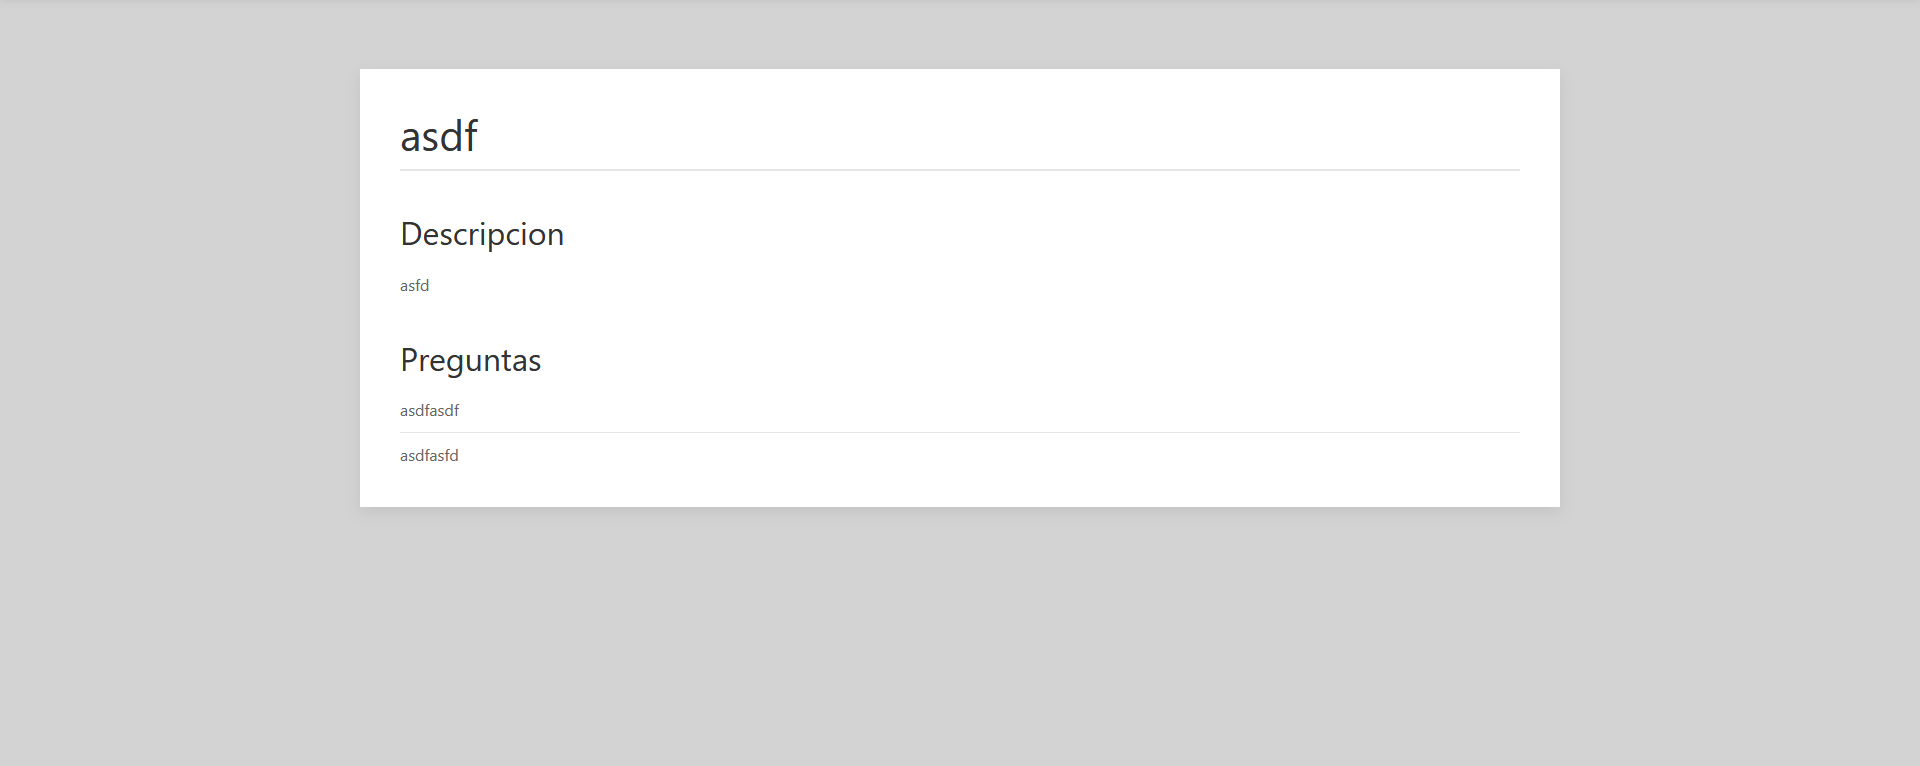 asdf
Descripcion
asfd
Preguntas
asdfasdf
asdfasfd